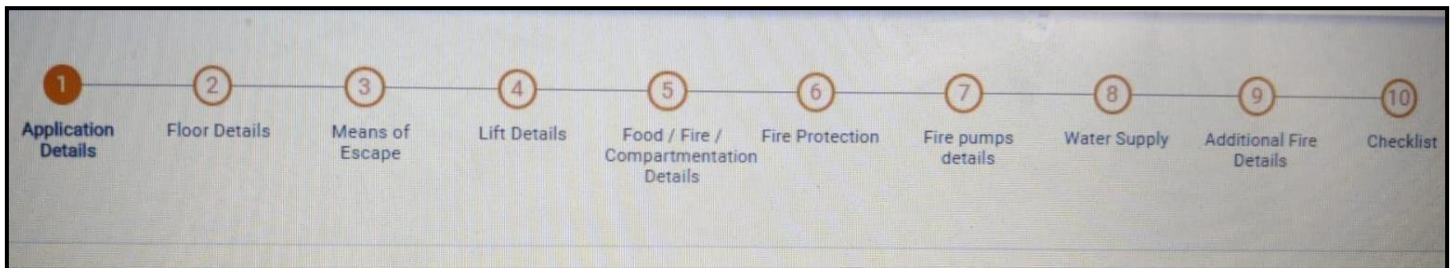 1
Application
Details
2
Floor Details
3
Means of
Escape
4
Lift Details
5
Food / Fire /
Compartmentation
Details
6
Fire Protection
7
Fire pumps
details
8
Water Supply
9
Additional Fire
Details
10
Checklist